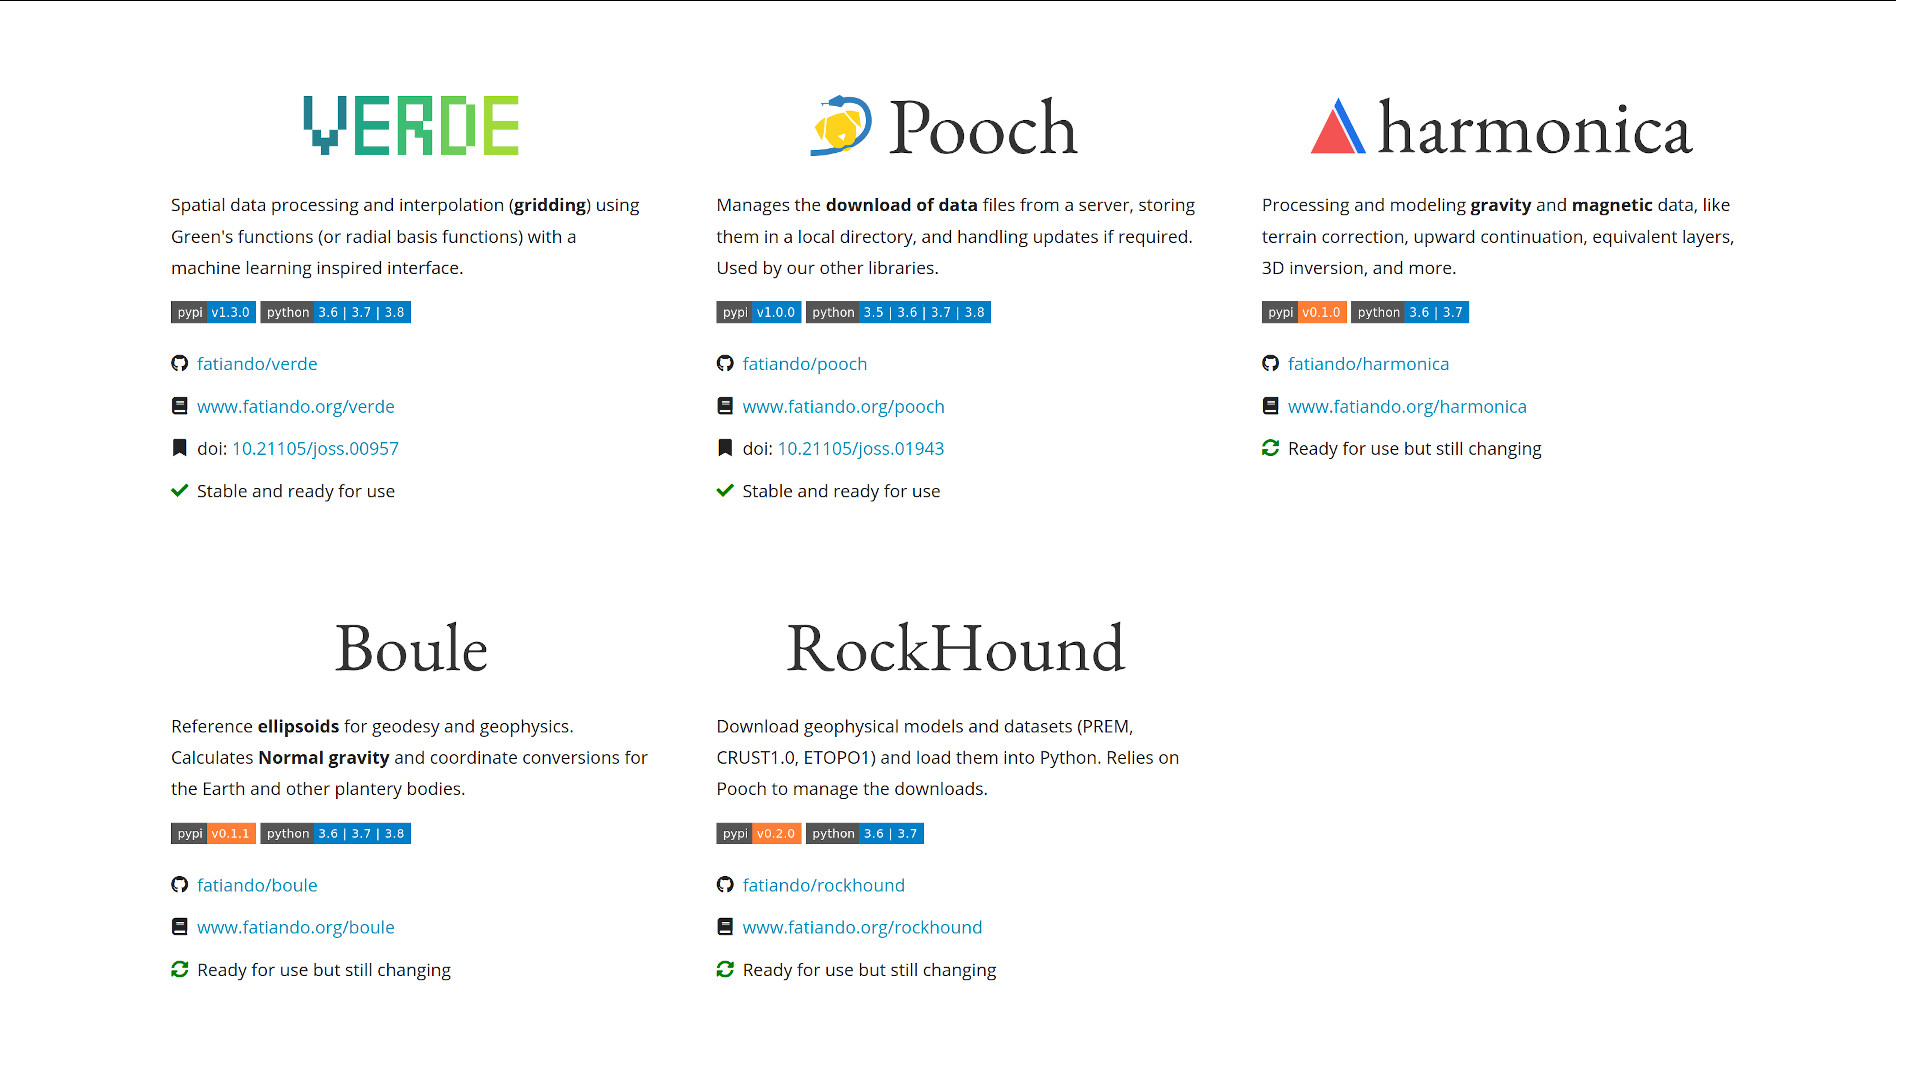 VERDE
Spatial data processing and interpolation (gridding) using
Green's functions (or radial basis functions) with a
machine learning inspired interface.
pypi v1.3.0 python 3.6 | 3.7 | 3.8
fatiando/verde
www.fatiando.org/verde
doi: 10.21105/joss.00957
Stable and ready for use
Pooch
Manages the download of data files from a server, storing
them in a local directory, and handling updates if required.
Used by our other libraries.
pypi v1.0.0 python 3.5 | 3.6 | 3.7 | 3.8
fatiando/pooch
www.fatiando.org/pooch
doi: 10.21105/joss.01943
Stable and ready for use
harmonica
Processing and modeling gravity and magnetic data, like
terrain correction, upward continuation, equivalent layers,
3D inversion, and more.
pypi v0.1.0 python 3.6 | 3.7
fatiando/harmonica
www.fatiando.org/harmonica
Ready for use but still changing
Boule
Reference ellipsoids for geodesy and geophysics.
Calculates Normal gravity and coordinate conversions for
the Earth and other plantery bodies.
pypi v0.1.1 python 3.6 | 3.7 | 3.8
fatiando/boule
www.fatiando.org/boule
Ready for use but still changing
RockHound
Download geophysical models and datasets (PREM,
CRUST1.0, ETOPO1) and load them into Python. Relies on
Pooch to manage the downloads.
pypi v0.2.0 python 3.6 | 3.7
fatiando/rockhound
www.fatiando.org/rockhound
Ready for use but still changing